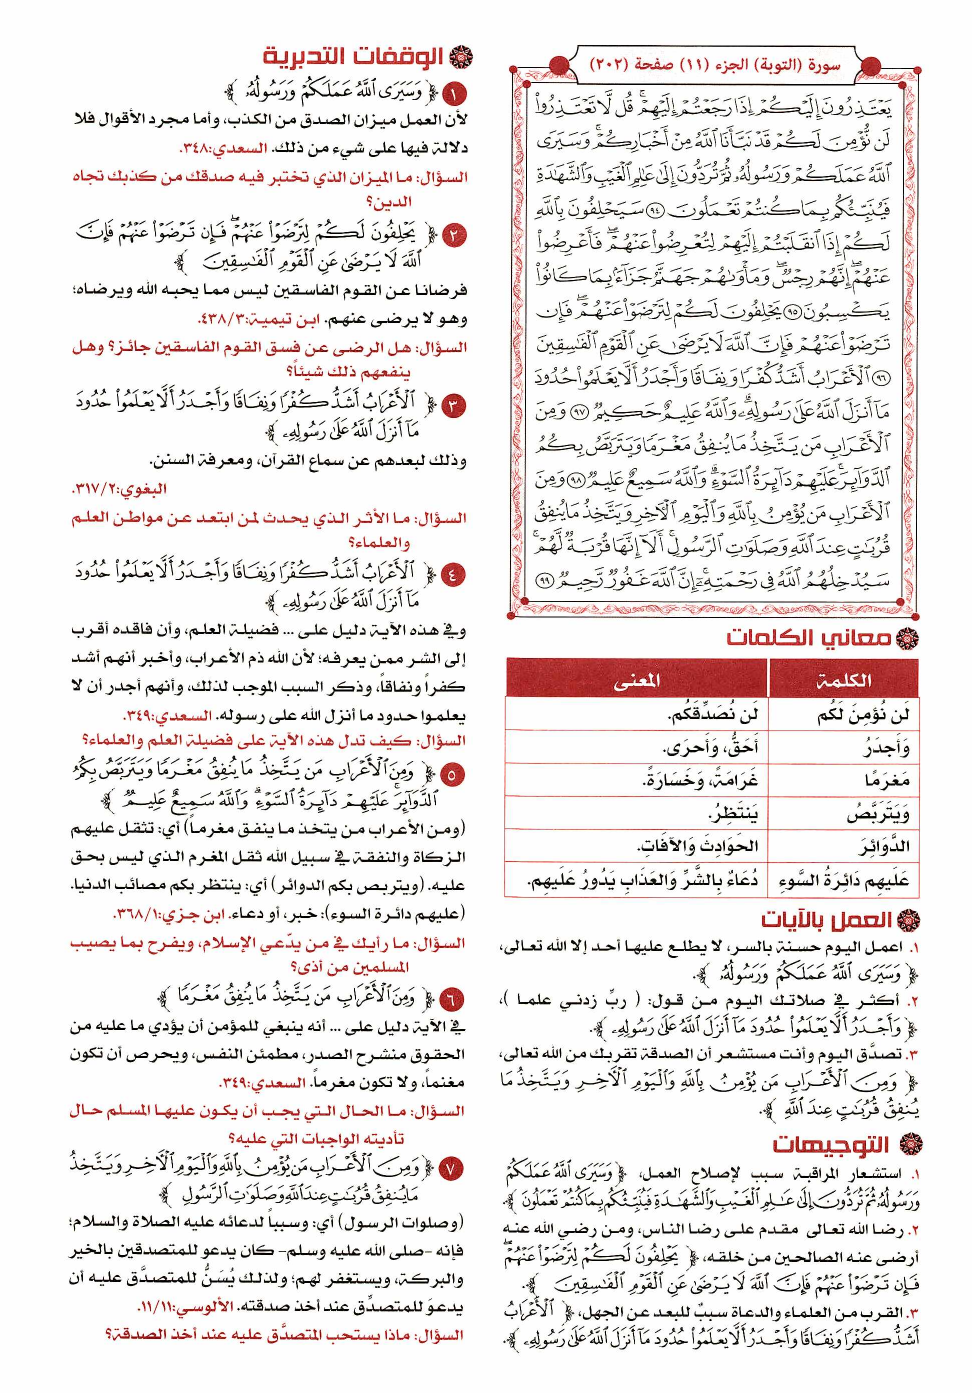 سورة (التوبة) الجزء (١١) صفحة (٢٠٢)
يَعْتَذِرُونَ إِلَيْكُمْ إِذَا رَجَعْتُمْ إِلَيْهِمْ ۚ قُل لَّا تَعْتَذِرُوا۟
لَن نُّؤْمِنَ لَكُمْ قَدْ نَبَّأَنَا ٱللَّهُ مِنْ أَخْبَارِكُمْ ۚ وَسَيَرَى
ٱللَّهُ عَمَلَكُمْ وَرَسُولُهُۥ ثُمَّ تُرَدُّونَ إِلَىٰ عَـٰلِمِ ٱلْغَيْبِ وَٱلشَّهَـٰدَةِ
فَيُنَبِّئُكُم بِمَا كُنتُمْ تَعْمَلُونَ ٩٤ سَيَحْلِفُونَ بِٱللَّهِ
لَكُمْ إِذَا ٱنقَلَبْتُمْ إِلَيْهِمْ لِتُعْرِضُوا۟ عَنْهُمْ ۖ فَأَعْرِضُوا۟
عَنْهُمْ ۖ إِنَّهُمْ رِجْسٌ ۖ وَمَأْوَىٰهُمْ جَهَنَّمُ جَزَآءًۢ بِمَا كَانُوا۟
يَكْسِبُونَ ٩٥ يَحْلِفُونَ لَكُمْ لِتَرْضَوْا۟ عَنْهُمْ ۖ فَإِن
تَرْضَوْا۟ عَنْهُمْ فَإِنَّ ٱللَّهَ لَا يَرْضَىٰ عَنِ ٱلْقَوْمِ ٱلْفَـٰسِقِينَ
٩٦ ٱلْأَعْرَابُ أَشَدُّ كُفْرًا وَنِفَاقًا وَأَجْدَرُ أَلَّا يَعْلَمُوا۟ حُدُودَ
مَآ أَنزَلَ ٱللَّهُ عَلَىٰ رَسُولِهِۦ ۗ وَٱللَّهُ عَلِيمٌ حَكِيمٌ ٩٧ وَمِنَ
ٱلْأَعْرَابِ مَن يَتَّخِذُ مَا يُنفِقُ مَغْرَمًا وَيَتَرَبَّصُ بِكُمُ
ٱلدَّوَآئِرَ ۚ عَلَيْهِمْ دَآئِرَةُ ٱلسَّوْءِ ۗ وَٱللَّهُ سَمِيعٌ عَلِيمٌ ٩٨ وَمِنَ
ٱلْأَعْرَابِ مَن يُؤْمِنُ بِٱللَّهِ وَٱلْيَوْمِ ٱلْـَٔاخِرِ وَيَتَّخِذُ مَا يُنفِقُ
قُرُبَـٰتٍ عِندَ ٱللَّهِ وَصَلَوَٰتِ ٱلرَّسُولِ ۚ أَلَآ إِنَّهَا قُرْبَةٌ لَّهُمْ ۚ
سَيُدْخِلُهُمُ ٱللَّهُ فِى رَحْمَتِهِۦٓ ۗ إِنَّ ٱللَّهَ غَفُورٌ رَّحِيمٌ ٩٩
معاني الكلمات
الكلمة المعنى
لَن نُّؤْمِنَ لَكُم لَن نُصَدِّقَكُم.
وَأَجْدَرُ أَحَقُّ، وَأَحرَى.
مَغرَمًا غَرَامَةً، وَخَسَارَةً.
وَيَتَرَبَّصُ يَنتَظِرُ.
الدَّوَائِرَ الحَوَادِثَ وَالآفَاتِ.
عَلَيهِم دَائِرَةُ السَّوءِ دُعَاءٌ بِالشَّرِّ وَالعَذَابِ يَدُورُ عَلَيهِم.
العمل بالآيات
١. اعمل اليوم حسنة بالسر، لا يطلع عليها أحد إلا الله تعالى،
﴿ وَسَيَرَى ٱللَّهُ عَمَلَكُمْ وَرَسُولُهُۥ ﴾.
٢. أكثر في صلاتك اليوم من قول: ( ربِّ زدني علما )،
﴿ وَأَجْدَرُ أَلَّا يَعْلَمُوا۟ حُدُودَ مَآ أَنزَلَ ٱللَّهُ عَلَىٰ رَسُولِهِۦ ﴾.
٣. تصدَّق اليوم وأنت مستشعر أن الصدقة تقربك من الله تعالى،
﴿ وَمِنَ ٱلْأَعْرَابِ مَن يُؤْمِنُ بِٱللَّهِ وَٱلْيَوْمِ ٱلْـَٔاخِرِ وَيَتَّخِذُ مَا
يُنفِقُ قُرُبَـٰتٍ عِندَ ٱللَّهِ ﴾.
التوجيهات
١. استشعار المراقبة سبب لإصلاح العمل، ﴿ وَسَيَرَى ٱللَّهُ عَمَلَكُمْ
وَرَسُولُهُۥ ثُمَّ تُرَدُّونَ إِلَىٰ عَـٰلِمِ ٱلْغَيْبِ وَٱلشَّهَـٰدَةِ فَيُنَبِّئُكُم بِمَا كُنتُمْ تَعْمَلُونَ ﴾.
٢. رضا الله تعالى مقدم على رضا الناس، ومن رضي الله عنه
أرضى عنه الصالحين من خلقه، ﴿ يَحْلِفُونَ لَكُمْ لِتَرْضَوْا۟ عَنْهُمْ ۖ
فَإِن تَرْضَوْا۟ عَنْهُمْ فَإِنَّ ٱللَّهَ لَا يَرْضَىٰ عَنِ ٱلْقَوْمِ ٱلْفَـٰسِقِينَ ﴾.
٣. القرب من العلماء والدعاة سببٌ للبعد عن الجهل، ﴿ ٱلْأَعْرَابُ
أَشَدُّ كُفْرًا وَنِفَاقًا وَأَجْدَرُ أَلَّا يَعْلَمُوا۟ حُدُودَ مَآ أَنزَلَ ٱللَّهُ عَلَىٰ رَسُولِهِۦ ﴾.
الوقفات التدبرية
١ ﴿ وَسَيَرَى ٱللَّهُ عَمَلَكُمْ وَرَسُولُهُۥ ﴾
لأن العمل ميزان الصدق من الكذب، وأما مجرد الأقوال فلا
دلالة فيها على شيء من ذلك. السعدي:٣٤٨.
السؤال: ما الميزان الذي تختبر فيه صدقك من كذبك تجاه
الدين؟
٢ ﴿ يَحْلِفُونَ لَكُمْ لِتَرْضَوْا۟ عَنْهُمْ ۖ فَإِن تَرْضَوْا۟ عَنْهُمْ فَإِنَّ
ٱللَّهَ لَا يَرْضَىٰ عَنِ ٱلْقَوْمِ ٱلْفَـٰسِقِينَ ﴾
فرضانا عن القوم الفاسقين ليس مما يحبه الله ويرضاه؛
وهو لا يرضى عنهم. ابن تيمية:٤٣٨/٣.
السؤال: هل الرضى عن فسق القوم الفاسقين جائز؟ وهل
ينفعهم ذلك شيئاً؟
٣ ﴿ ٱلْأَعْرَابُ أَشَدُّ كُفْرًا وَنِفَاقًا وَأَجْدَرُ أَلَّا يَعْلَمُوا۟ حُدُودَ
مَآ أَنزَلَ ٱللَّهُ عَلَىٰ رَسُولِهِۦ ﴾
وذلك لبعدهم عن سماع القرآن، ومعرفة السنن.
البغوي:٣١٧/٢.
السؤال: ما الأثر الذي يحدث لمن ابتعد عن مواطن العلم
والعلماء؟
٤ ﴿ ٱلْأَعْرَابُ أَشَدُّ كُفْرًا وَنِفَاقًا وَأَجْدَرُ أَلَّا يَعْلَمُوا۟ حُدُودَ
مَآ أَنزَلَ ٱللَّهُ عَلَىٰ رَسُولِهِۦ ﴾
وفي هذه الآية دليل على ... فضيلة العلم، وأن فاقده أقرب
إلى الشر ممن يعرفه؛ لأن الله ذم الأعراب، وأخبر أنهم أشد
كفراً ونفاقاً، وذكر السبب الموجب لذلك، وأنهم أجدر أن لا
يعلموا حدود ما أنزل الله على رسوله. السعدي:٣٤٩.
السؤال: كيف تدل هذه الآية على فضيلة العلم والعلماء؟
٥ ﴿ وَمِنَ ٱلْأَعْرَابِ مَن يَتَّخِذُ مَا يُنفِقُ مَغْرَمًا وَيَتَرَبَّصُ بِكُمُ
ٱلدَّوَآئِرَ ۚ عَلَيْهِمْ دَآئِرَةُ ٱلسَّوْءِ ۗ وَٱللَّهُ سَمِيعٌ عَلِيمٌ ﴾
(ومن الأعراب من يتخذ ما ينفق مغرماً) أي: تثقل عليهم
الزكاة والنفقة في سبيل الله ثقل المغرم الذي ليس بحق
عليه. (ويتربص بكم الدوائر) أي: ينتظر بكم مصائب الدنيا.
(عليهم دائرة السوء): خبر، أو دعاء. ابن جزي:٣٦٨/١.
السؤال: ما رأيك في من يدّعي الإسلام، ويفرح بما يصيب
المسلمين من أذى؟
٦ ﴿ وَمِنَ ٱلْأَعْرَابِ مَن يَتَّخِذُ مَا يُنفِقُ مَغْرَمًا ﴾
في الآية دليل على ... أنه ينبغي للمؤمن أن يؤدي ما عليه من
الحقوق منشرح الصدر، مطمئن النفس، ويحرص أن تكون
مغنماً، ولا تكون مغرماً. السعدي:٣٤٩.
السؤال: ما الحال التي يجب أن يكون عليها المسلم حال
تأديته الواجبات التي عليه؟
٧ ﴿ وَمِنَ ٱلْأَعْرَابِ مَن يُؤْمِنُ بِٱللَّهِ وَٱلْيَوْمِ ٱلْـَٔاخِرِ وَيَتَّخِذُ
مَا يُنفِقُ قُرُبَـٰتٍ عِندَ ٱللَّهِ وَصَلَوَٰتِ ٱلرَّسُولِ ﴾
(وصلوات الرسول) أي: وسبباً لدعائه عليه الصلاة والسلام؛
فإنه -صلى الله عليه وسلم- كان يدعو للمتصدقين بالخير
والبركة، ويستغفر لهم؛ ولذلك يُسَنُّ للمتصدَّق عليه أن
يدعوَ للمتصدِّق عند أخذ صدقته. الألوسي:١١/١١.
السؤال: ماذا يستحب المتصدَّق عليه عند أخذ الصدقة؟